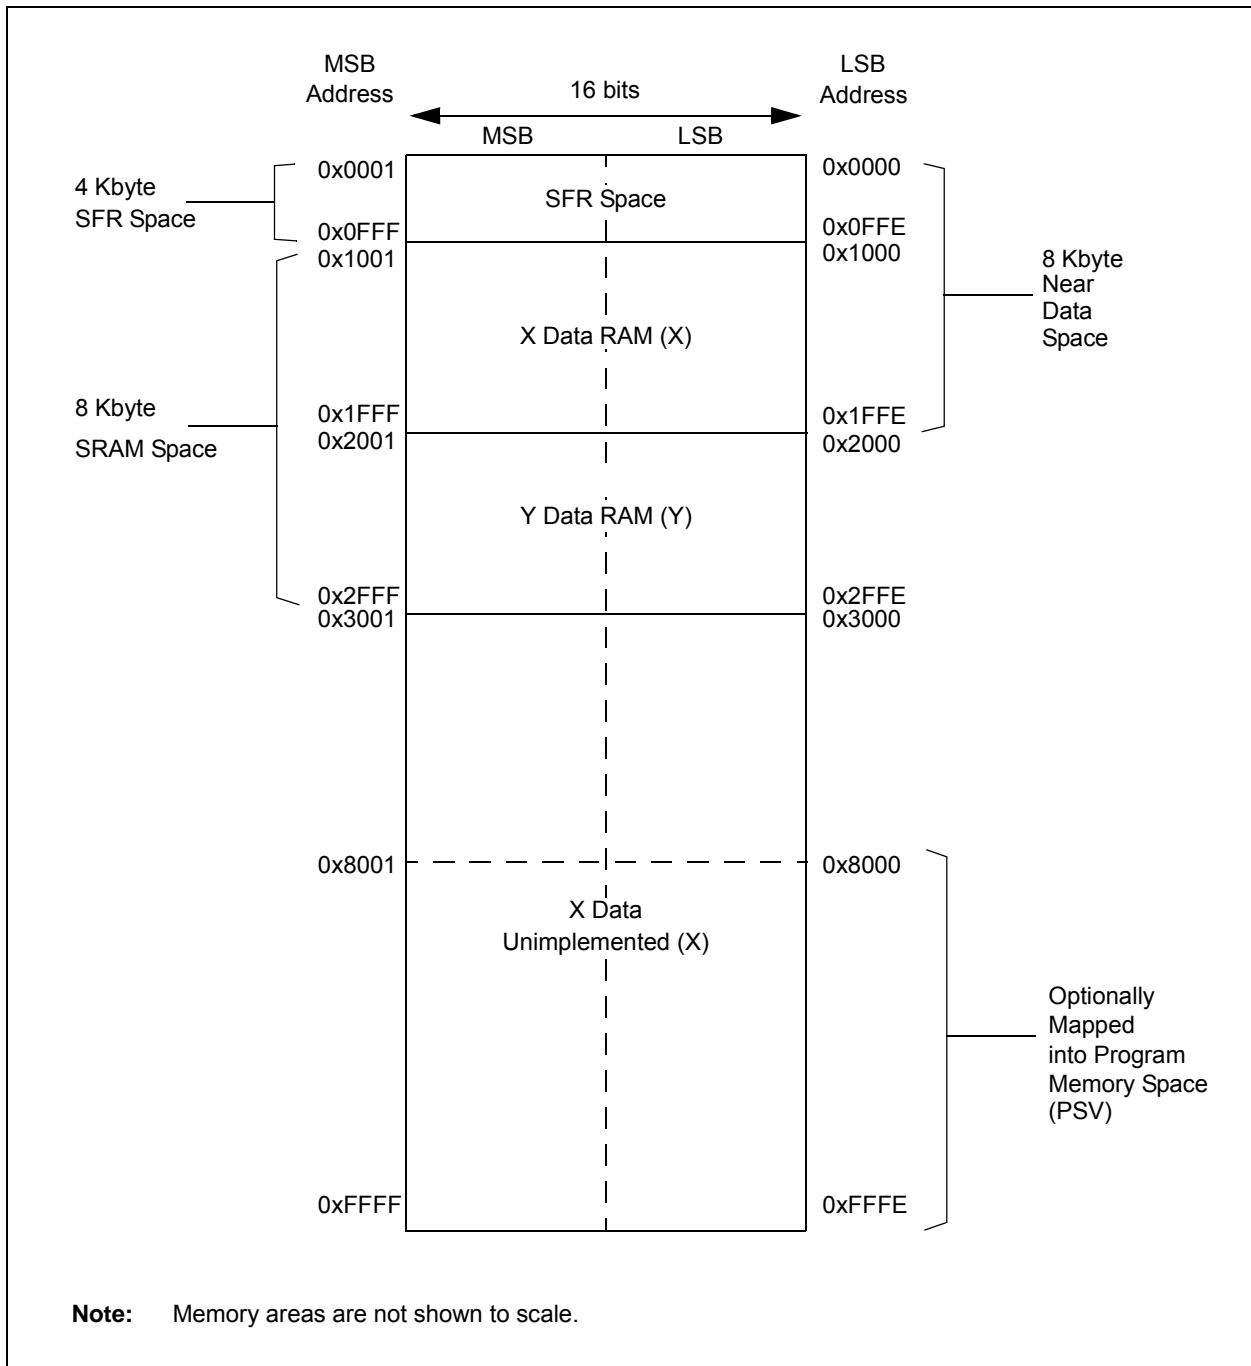 MSB
Address
LSB
Address
16 bits
MSB
LSB
4 Kbyte
SFR Space
0x0001
SFR Space
0x0000
0x0FFF
0x0FFE
0x1001
0x1000
8 Kbyte
Near
Data
Space
X Data RAM (X)
8 Kbyte
SRAM Space
0x1FFF
0x1FFE
0x2001
0x2000
Y Data RAM (Y)
0x2FFF
0x2FFE
0x3001
0x3000
0x8001
0x8000
X Data
Unimplemented (X)
Optionally
Mapped
into Program
Memory Space
(PSV)
0xFFFF
0xFFFE
Note: Memory areas are not shown to scale.